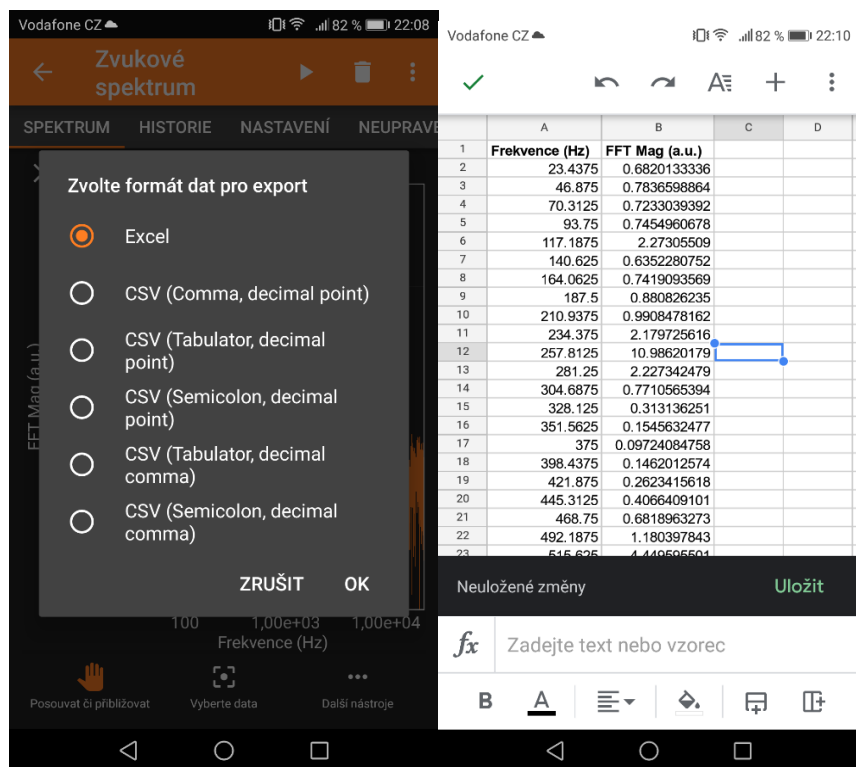 Vodafone CZ 82 % 22:08
Zvukové
spektrum
SPEKTRUM HISTORIE NASTAVENÍ NEUPRAVE
Zvolte formát dat pro export
Excel
CSV (Comma, decimal point)
CSV (Tabulator, decimal
point)
CSV (Semicolon, decimal
point)
CSV (Tabulator, decimal
comma)
CSV (Semicolon, decimal
comma)
ZRUŠIT OK
FFT Mag (a.u.)
100 1,00e+03 1,00e+04
Frekvence (Hz)
Posouvat či přibližovat Vyberte data Další nástroje
Vodafone CZ 82 % 22:10
A B C D
1 Frekvence (Hz) FFT Mag (a.u.)
2 23.4375 0.6820133336
3 46.875 0.7836598864
4 70.3125 0.7233039392
5 93.75 0.7454960678
6 117.1875 2.27305509
7 140.625 0.6352280752
8 164.0625 0.7419093569
9 187.5 0.880826235
10 210.9375 0.9908478162
11 234.375 2.179725616
12 257.8125 10.98620179
13 281.25 2.227342479
14 304.6875 0.7710565394
15 328.125 0.313136251
16 351.5625 0.1545632477
17 375 0.09724084758
18 398.4375 0.1462012574
19 421.875 0.2623415618
20 445.3125 0.4066409101
21 468.75 0.6818963273
22 492.1875 1.180397843
23 515.625 4.449595501
Neuložené změny Uložit
fx Zadejte text nebo vzorec
B A